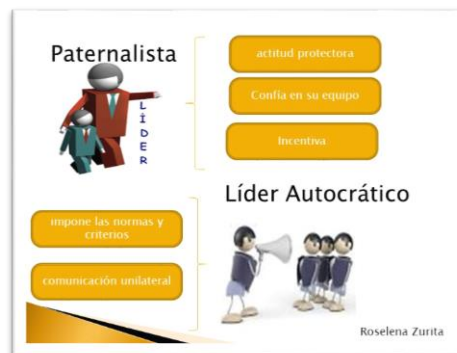 Paternalista
LÍDER
actitud protectora
Confía en su equipo
Incentiva
Líder Autocrático
impone las normas y
criterios
comunicación unilateral
Roselena Zurita